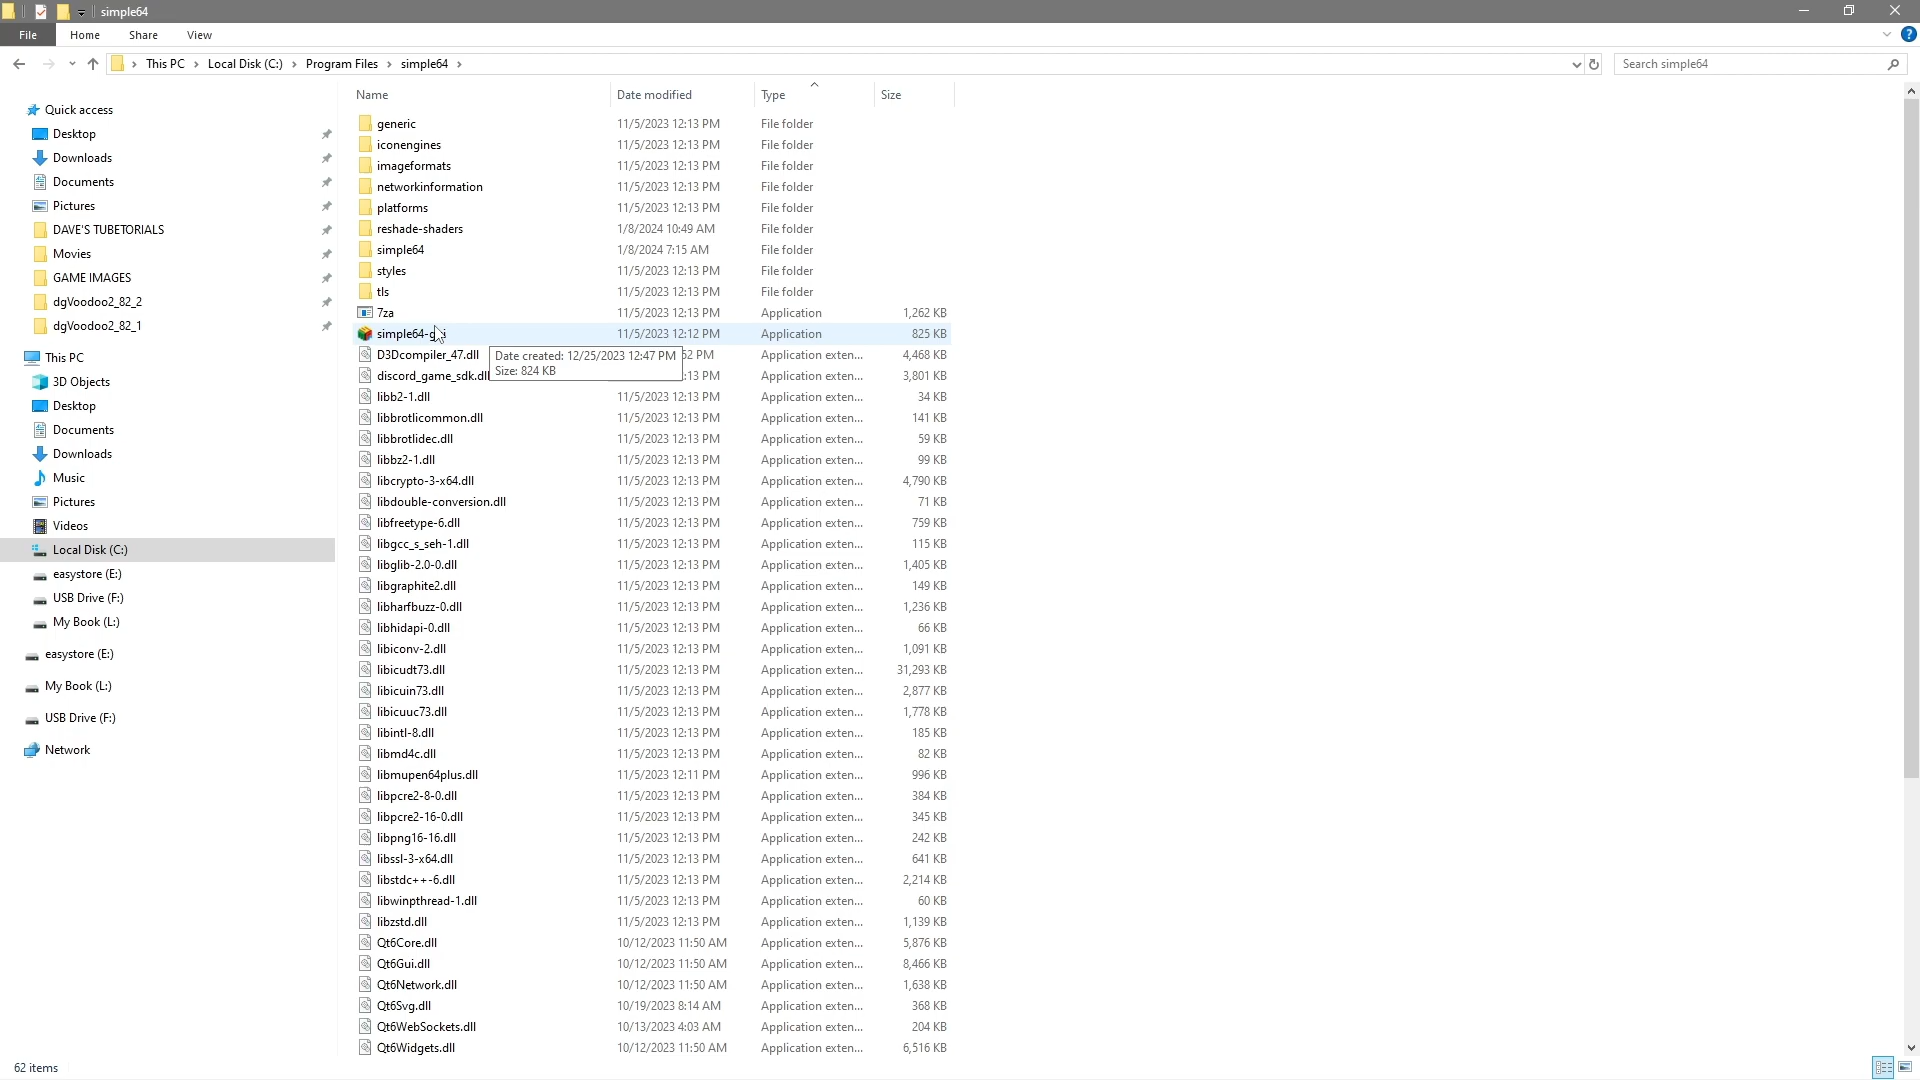 simple64
File Home Share View
This PC Local Disk (C:) Program Files simple64 Search simple64
Name Date modified Type Size
Quick access
Desktop
Downloads
Documents
Pictures
DAVE'S TUBETORIALS
Movies
GAME IMAGES
dgVoodoo2_82_2
dgVoodoo2_82_1
This PC
3D Objects
Desktop
Documents
Downloads
Music
Pictures
Videos
Local Disk (C:)
easystore (E:)
USB Drive (F:)
My Book (L:)
easystore (E:)
My Book (L:)
USB Drive (F:)
Network
generic 11/5/2023 12:13 PM File folder
iconengines 11/5/2023 12:13 PM File folder
imageformats 11/5/2023 12:13 PM File folder
networkinformation 11/5/2023 12:13 PM File folder
platforms 11/5/2023 12:13 PM File folder
reshade-shaders 1/8/2024 10:49 AM File folder
simple64 1/8/2024 7:15 AM File folder
styles 11/5/2023 12:13 PM File folder
tls 11/5/2023 12:13 PM File folder
7za 11/5/2023 12:13 PM Application 1,262 KB
11/5/2023 12:12 PM Application 825 KB
D3Dcompiler_47.dll Application exten... 4,468 KB
Date created: 12/25/2023 12:47 PM
Size: 824 KB
discord_game_sdk.dll Application exten... 3,801 KB
libb2-1.dll 11/5/2023 12:13 PM Application exten... 34 KB
libbrotlicommon.dll 11/5/2023 12:13 PM Application exten... 141 KB
libbrotlidec.dll 11/5/2023 12:13 PM Application exten... 59 KB
libbz2-1.dll 11/5/2023 12:13 PM Application exten... 99 KB
libcrypto-3-x64.dll 11/5/2023 12:13 PM Application exten... 4,790 KB
libdouble-conversion.dll 11/5/2023 12:13 PM Application exten... 71 KB
libfreetype-6.dll 11/5/2023 12:13 PM Application exten... 759 KB
libgcc_s_seh-1.dll 11/5/2023 12:13 PM Application exten... 115 KB
libglib-2.0-0.dll 11/5/2023 12:13 PM Application exten... 1,405 KB
libgraphite2.dll 11/5/2023 12:13 PM Application exten... 149 KB
libharfbuzz-0.dll 11/5/2023 12:13 PM Application exten... 1,236 KB
libhidapi-0.dll 11/5/2023 12:13 PM Application exten... 66 KB
libiconv-2.dll 11/5/2023 12:13 PM Application exten... 1,091 KB
libicudt73.dll 11/5/2023 12:13 PM Application exten... 31,293 KB
libicuin73.dll 11/5/2023 12:13 PM Application exten... 2,877 KB
libicuuc73.dll 11/5/2023 12:13 PM Application exten... 1,778 KB
libintl-8.dll 11/5/2023 12:13 PM Application exten... 185 KB
libmd4c.dll 11/5/2023 12:13 PM Application exten... 82 KB
libmupen64plus.dll 11/5/2023 12:11 PM Application exten... 996 KB
libpcre2-8-0.dll 11/5/2023 12:13 PM Application exten... 384 KB
libpcre2-16-0.dll 11/5/2023 12:13 PM Application exten... 345 KB
libpng16-16.dll 11/5/2023 12:13 PM Application exten... 242 KB
libssl-3-x64.dll 11/5/2023 12:13 PM Application exten... 641 KB
libstdc++-6.dll 11/5/2023 12:13 PM Application exten... 2,214 KB
libwinpthread-1.dll 11/5/2023 12:13 PM Application exten... 60 KB
libzstd.dll 11/5/2023 12:13 PM Application exten... 1,139 KB
Qt6Core.dll 10/12/2023 11:50 AM Application exten... 5,876 KB
Qt6Gui.dll 10/12/2023 11:50 AM Application exten... 8,466 KB
Qt6Network.dll 10/12/2023 11:50 AM Application exten... 1,638 KB
Qt6Svg.dll 10/19/2023 8:14 AM Application exten... 368 KB
Qt6WebSockets.dll 10/13/2023 4:03 AM Application exten... 204 KB
Qt6Widgets.dll 10/12/2023 11:50 AM Application exten... 6,516 KB
62 items